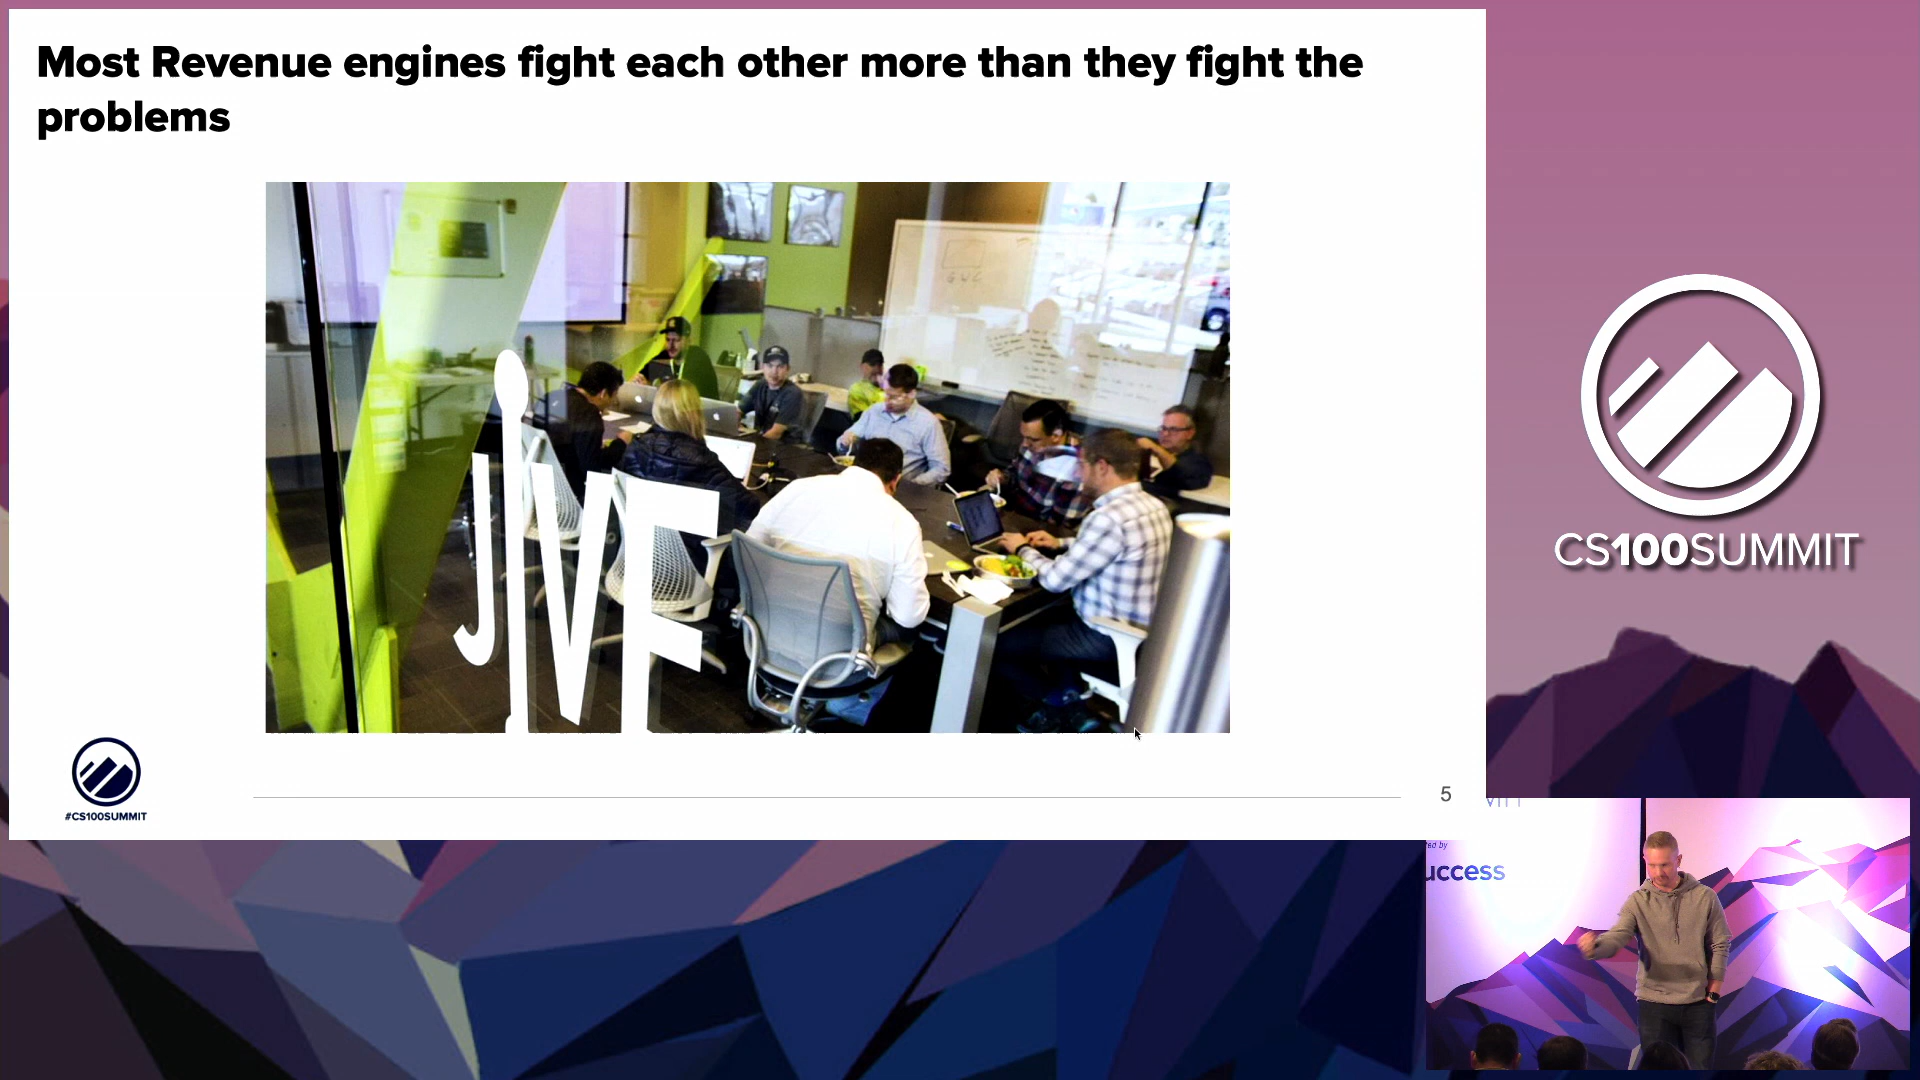 Most Revenue engines fight each other more than they fight the
problems
JIVE
#CS100SUMMIT
5
CS100SUMMIT
uccess